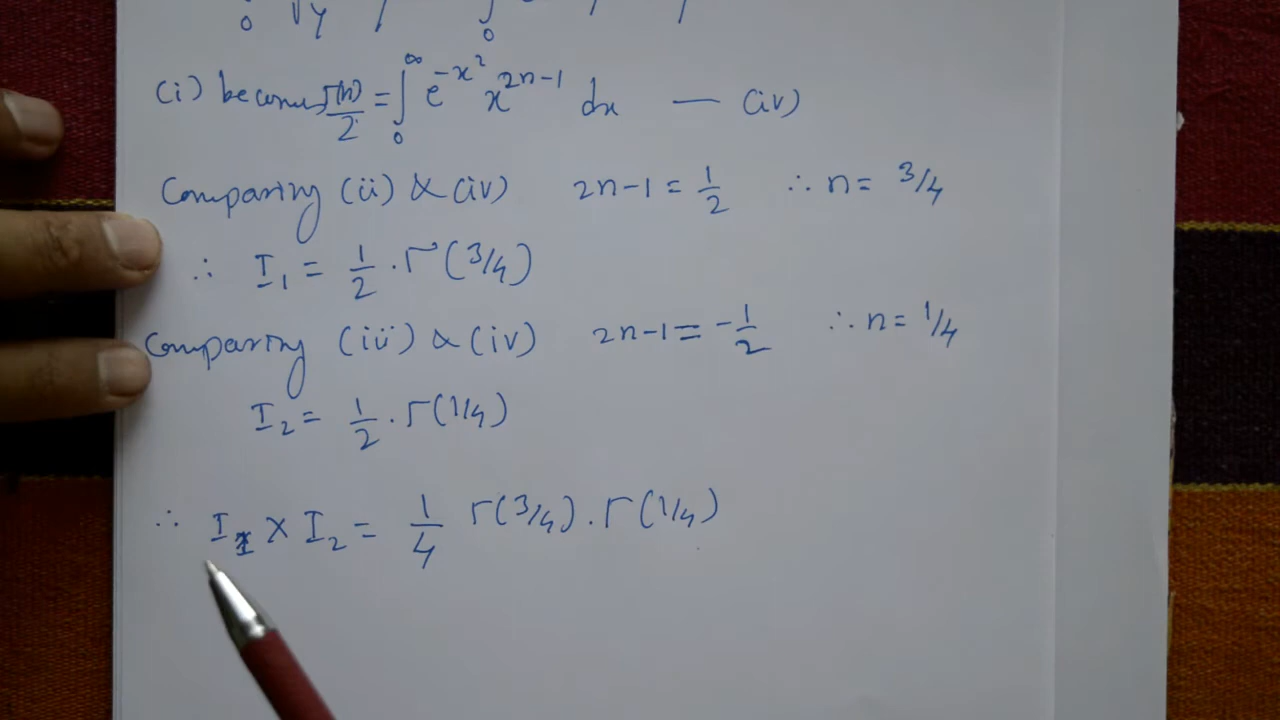 0 √y 0
(i) becomes Γ(n)/2 = ∫₀^∞ e^{-x²} x^{2n-1} dx — (iv)
Comparing (ii) & (iv) 2n-1 = 1/2 ∴ n = 3/4
∴ I₁ = 1/2 . Γ(3/4)
Comparing (iii) & (iv) 2n-1 = -1/2 ∴ n = 1/4
I₂ = 1/2 . Γ(1/4)
∴ I₁ × I₂ = 1/4 Γ(3/4) . Γ(1/4)